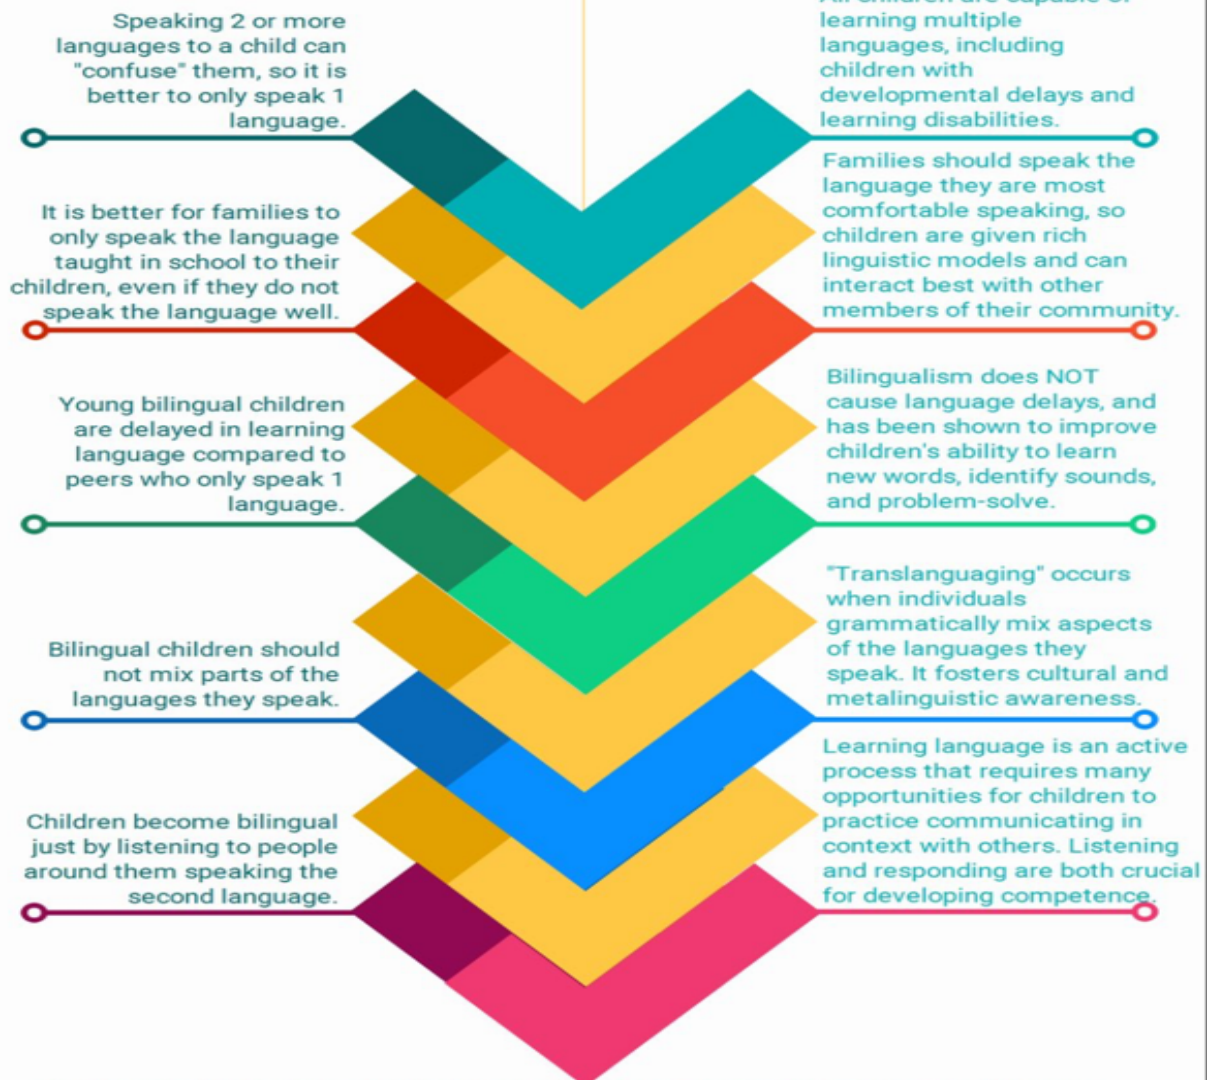 Speaking 2 or more
languages to a child can
"confuse" them, so it is
better to only speak 1
language.
All children are capable of
learning multiple
languages, including
children with
developmental delays and
learning disabilities.
It is better for families to
only speak the language
taught in school to their
children, even if they do not
speak the language well.
Families should speak the
language they are most
comfortable speaking, so
children are given rich
linguistic models and can
interact best with other
members of their community.
Young bilingual children
are delayed in learning
language compared to
peers who only speak 1
language.
Bilingualism does NOT
cause language delays, and
has been shown to improve
children's ability to learn
new words, identify sounds,
and problem-solve.
Bilingual children should
not mix parts of the
languages they speak.
"Translanguaging" occurs
when individuals
grammatically mix aspects
of the languages they
speak. It fosters cultural and
metalinguistic awareness.
Children become bilingual
just by listening to people
around them speaking the
second language.
Learning language is an active
process that requires many
opportunities for children to
practice communicating in
context with others. Listening
and responding are both crucial
for developing competence.